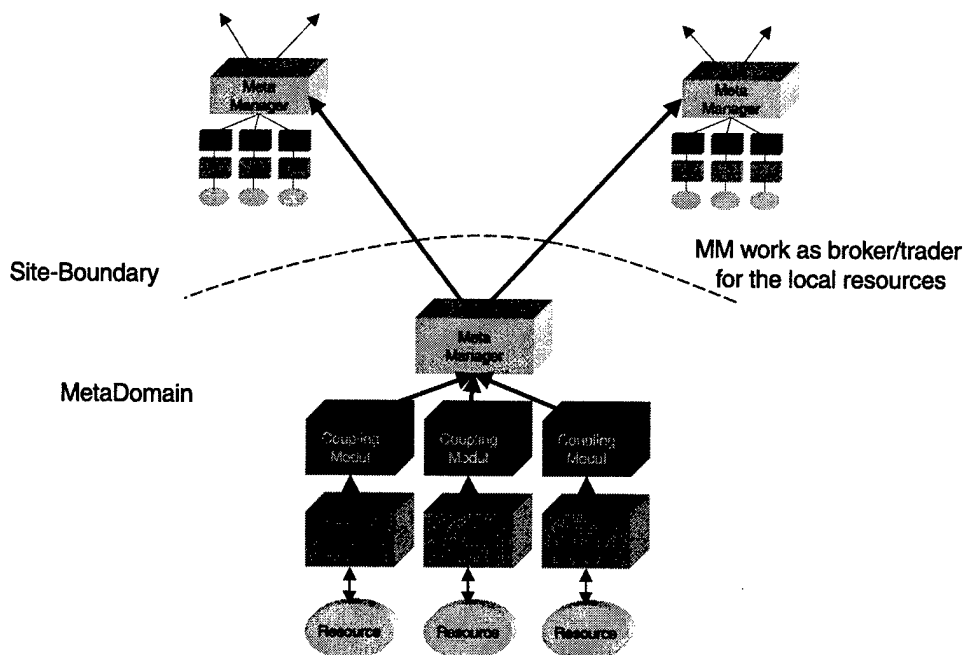 Meta
Manager
Meta
Manager
Site-Boundary
MM work as broker/trader
for the local resources
Meta
Manager
MetaDomain
Coupling
Modul
Coupling
Modul
Coupling
Modul
Resource
Resource
Resource